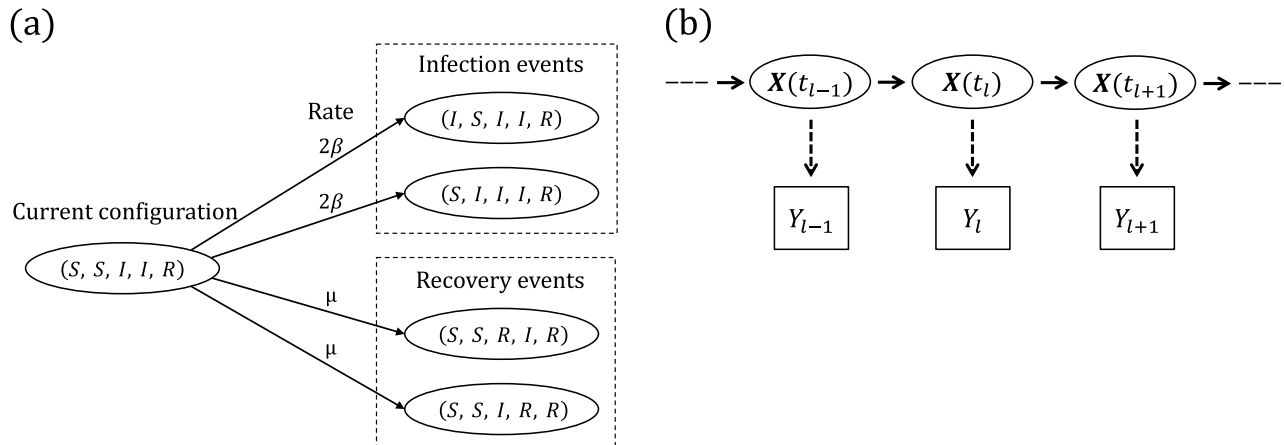 (a)
Infection events
Rate
(I, S, I, I, R)
2β
(S, I, I, I, R)
2β
Current configuration
(S, S, I, I, R)
Recovery events
μ
(S, S, R, I, R)
μ
(S, S, I, R, R)
(b)
X(t_{l−1}) X(t_l) X(t_{l+1})
Y_{l−1} Y_l Y_{l+1}